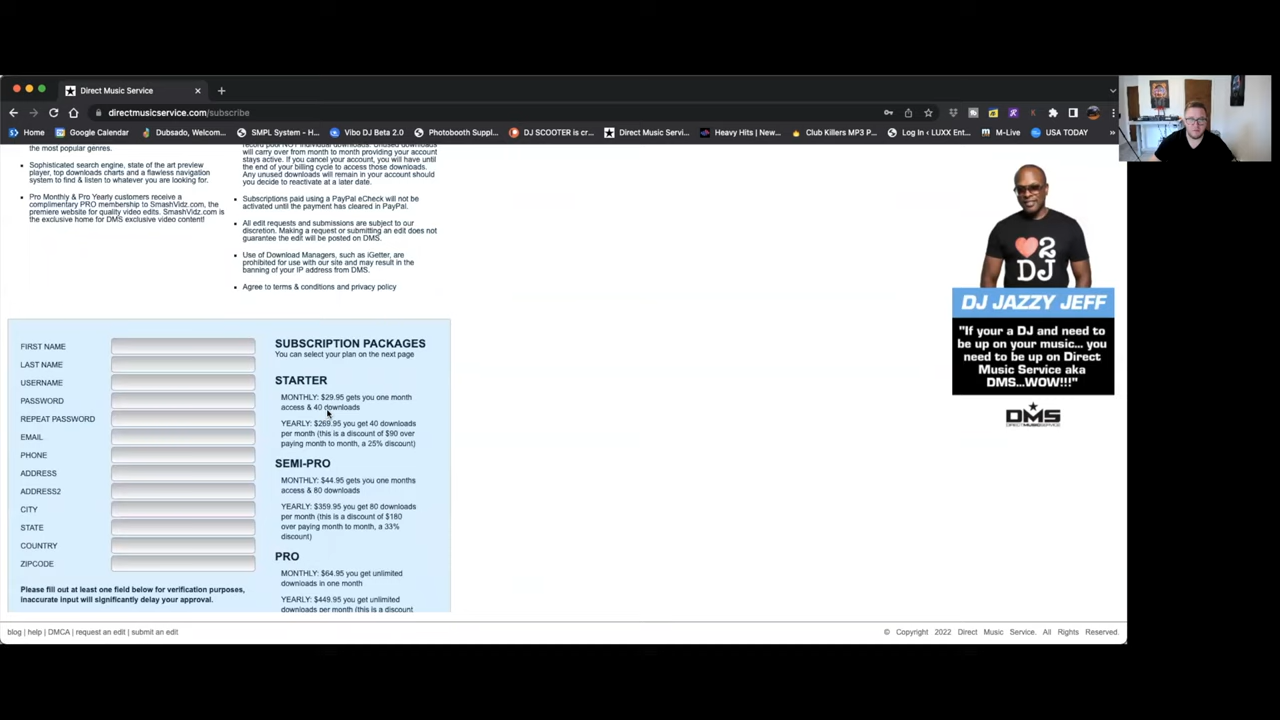 Direct Music Service
directmusicservice.com/subscribe
Home
Google Calendar
Dubsado, Welcom...
SMPL System - H...
Vibo DJ Beta 2.0
Photobooth Suppl...
DJ SCOOTER is cr...
Direct Music Servi...
Heavy Hits | New...
Club Killers MP3 P...
Log In ‹ LUXX Ent...
M-Live
USA TODAY
the most popular genres.
Sophisticated search engine, state of the art preview
player, top downloads charts and a flawless navigation
system to find & listen to whatever you are looking for.
Pro Monthly & Pro Yearly customers receive a
complimentary PRO membership to SmashVidz.com, the
premiere website for quality video edits. SmashVidz.com is
the exclusive home for DMS exclusive video content!
record pool NOT individual downloads. Unused downloads
will carry over from month to month providing your account
stays active. If you cancel your account, you will have until
the end of your billing cycle to access those downloads.
Any unused downloads will remain in your account should
you decide to reactivate at a later date.
Subscriptions paid using a PayPal eCheck will not be
activated until the payment has cleared in PayPal.
All edit requests and submissions are subject to our
discretion. Making a request or submitting an edit does not
guarantee the edit will be posted on DMS.
Use of Download Managers, such as iGetter, are
prohibited for use with our site and may result in the
banning of your IP address from DMS.
Agree to terms & conditions and privacy policy
FIRST NAME
LAST NAME
USERNAME
PASSWORD
REPEAT PASSWORD
EMAIL
PHONE
ADDRESS
ADDRESS2
CITY
STATE
COUNTRY
ZIPCODE
Please fill out at least one field below for verification purposes,
inaccurate input will significantly delay your approval.
SUBSCRIPTION PACKAGES
You can select your plan on the next page
STARTER
MONTHLY: $29.95 gets you one month
access & 40 downloads
YEARLY: $269.95 you get 40 downloads
per month (this is a discount of $90 over
paying month to month, a 25% discount)
SEMI-PRO
MONTHLY: $44.95 gets you one months
access & 80 downloads
YEARLY: $359.95 you get 80 downloads
per month (this is a discount of $180
over paying month to month, a 33%
discount)
PRO
MONTHLY: $64.95 you get unlimited
downloads in one month
YEARLY: $449.95 you get unlimited
downloads per month (this is a discount
2
DJ
DJ JAZZY JEFF
"If your a DJ and need to
be up on your music... you
need to be up on Direct
Music Service aka
DMS...WOW!!!"
DMS
DIRECTMUSICSERVICE
blog | help | DMCA | request an edit | submit an edit
© Copyright 2022 Direct Music Service. All Rights Reserved.